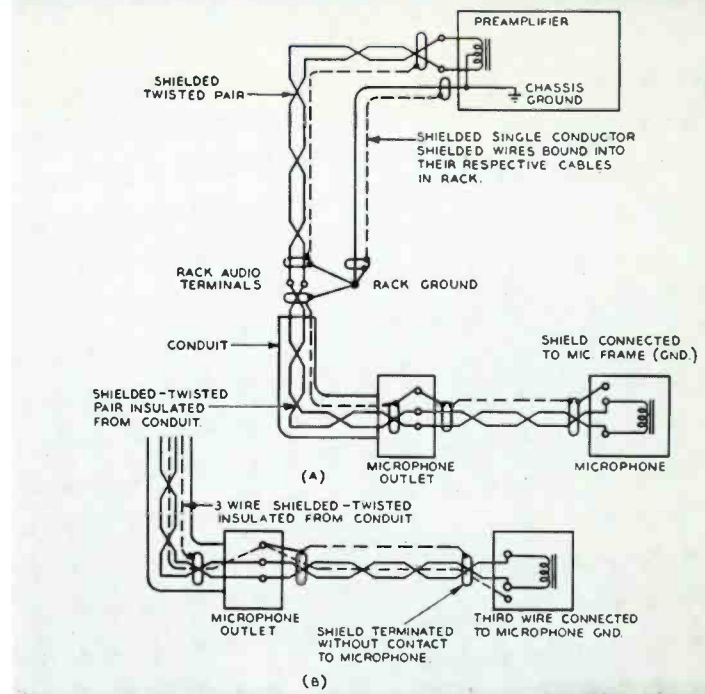 PREAMPLIFIER
SHIELDED
TWISTED PAIR
CHASSIS
GROUND
SHIELDED SINGLE CONDUCTOR
SHIELDED WIRES BOUND INTO
THEIR RESPECTIVE CABLES
IN RACK.
RACK AUDIO
TERMINALS
RACK GROUND
CONDUIT
SHIELD CONNECTED
TO MIC. FRAME (GND.)
SHIELDED-TWISTED
PAIR INSULATED
FROM CONDUIT.
(A)
MICROPHONE
OUTLET
MICROPHONE
3 WIRE SHIELDED-TWISTED
INSULATED FROM CONDUIT
MICROPHONE
OUTLET
SHIELD TERMINATED
WITHOUT CONTACT
TO MICROPHONE.
THIRD WIRE CONNECTED
TO MICROPHONE GND.
(B)